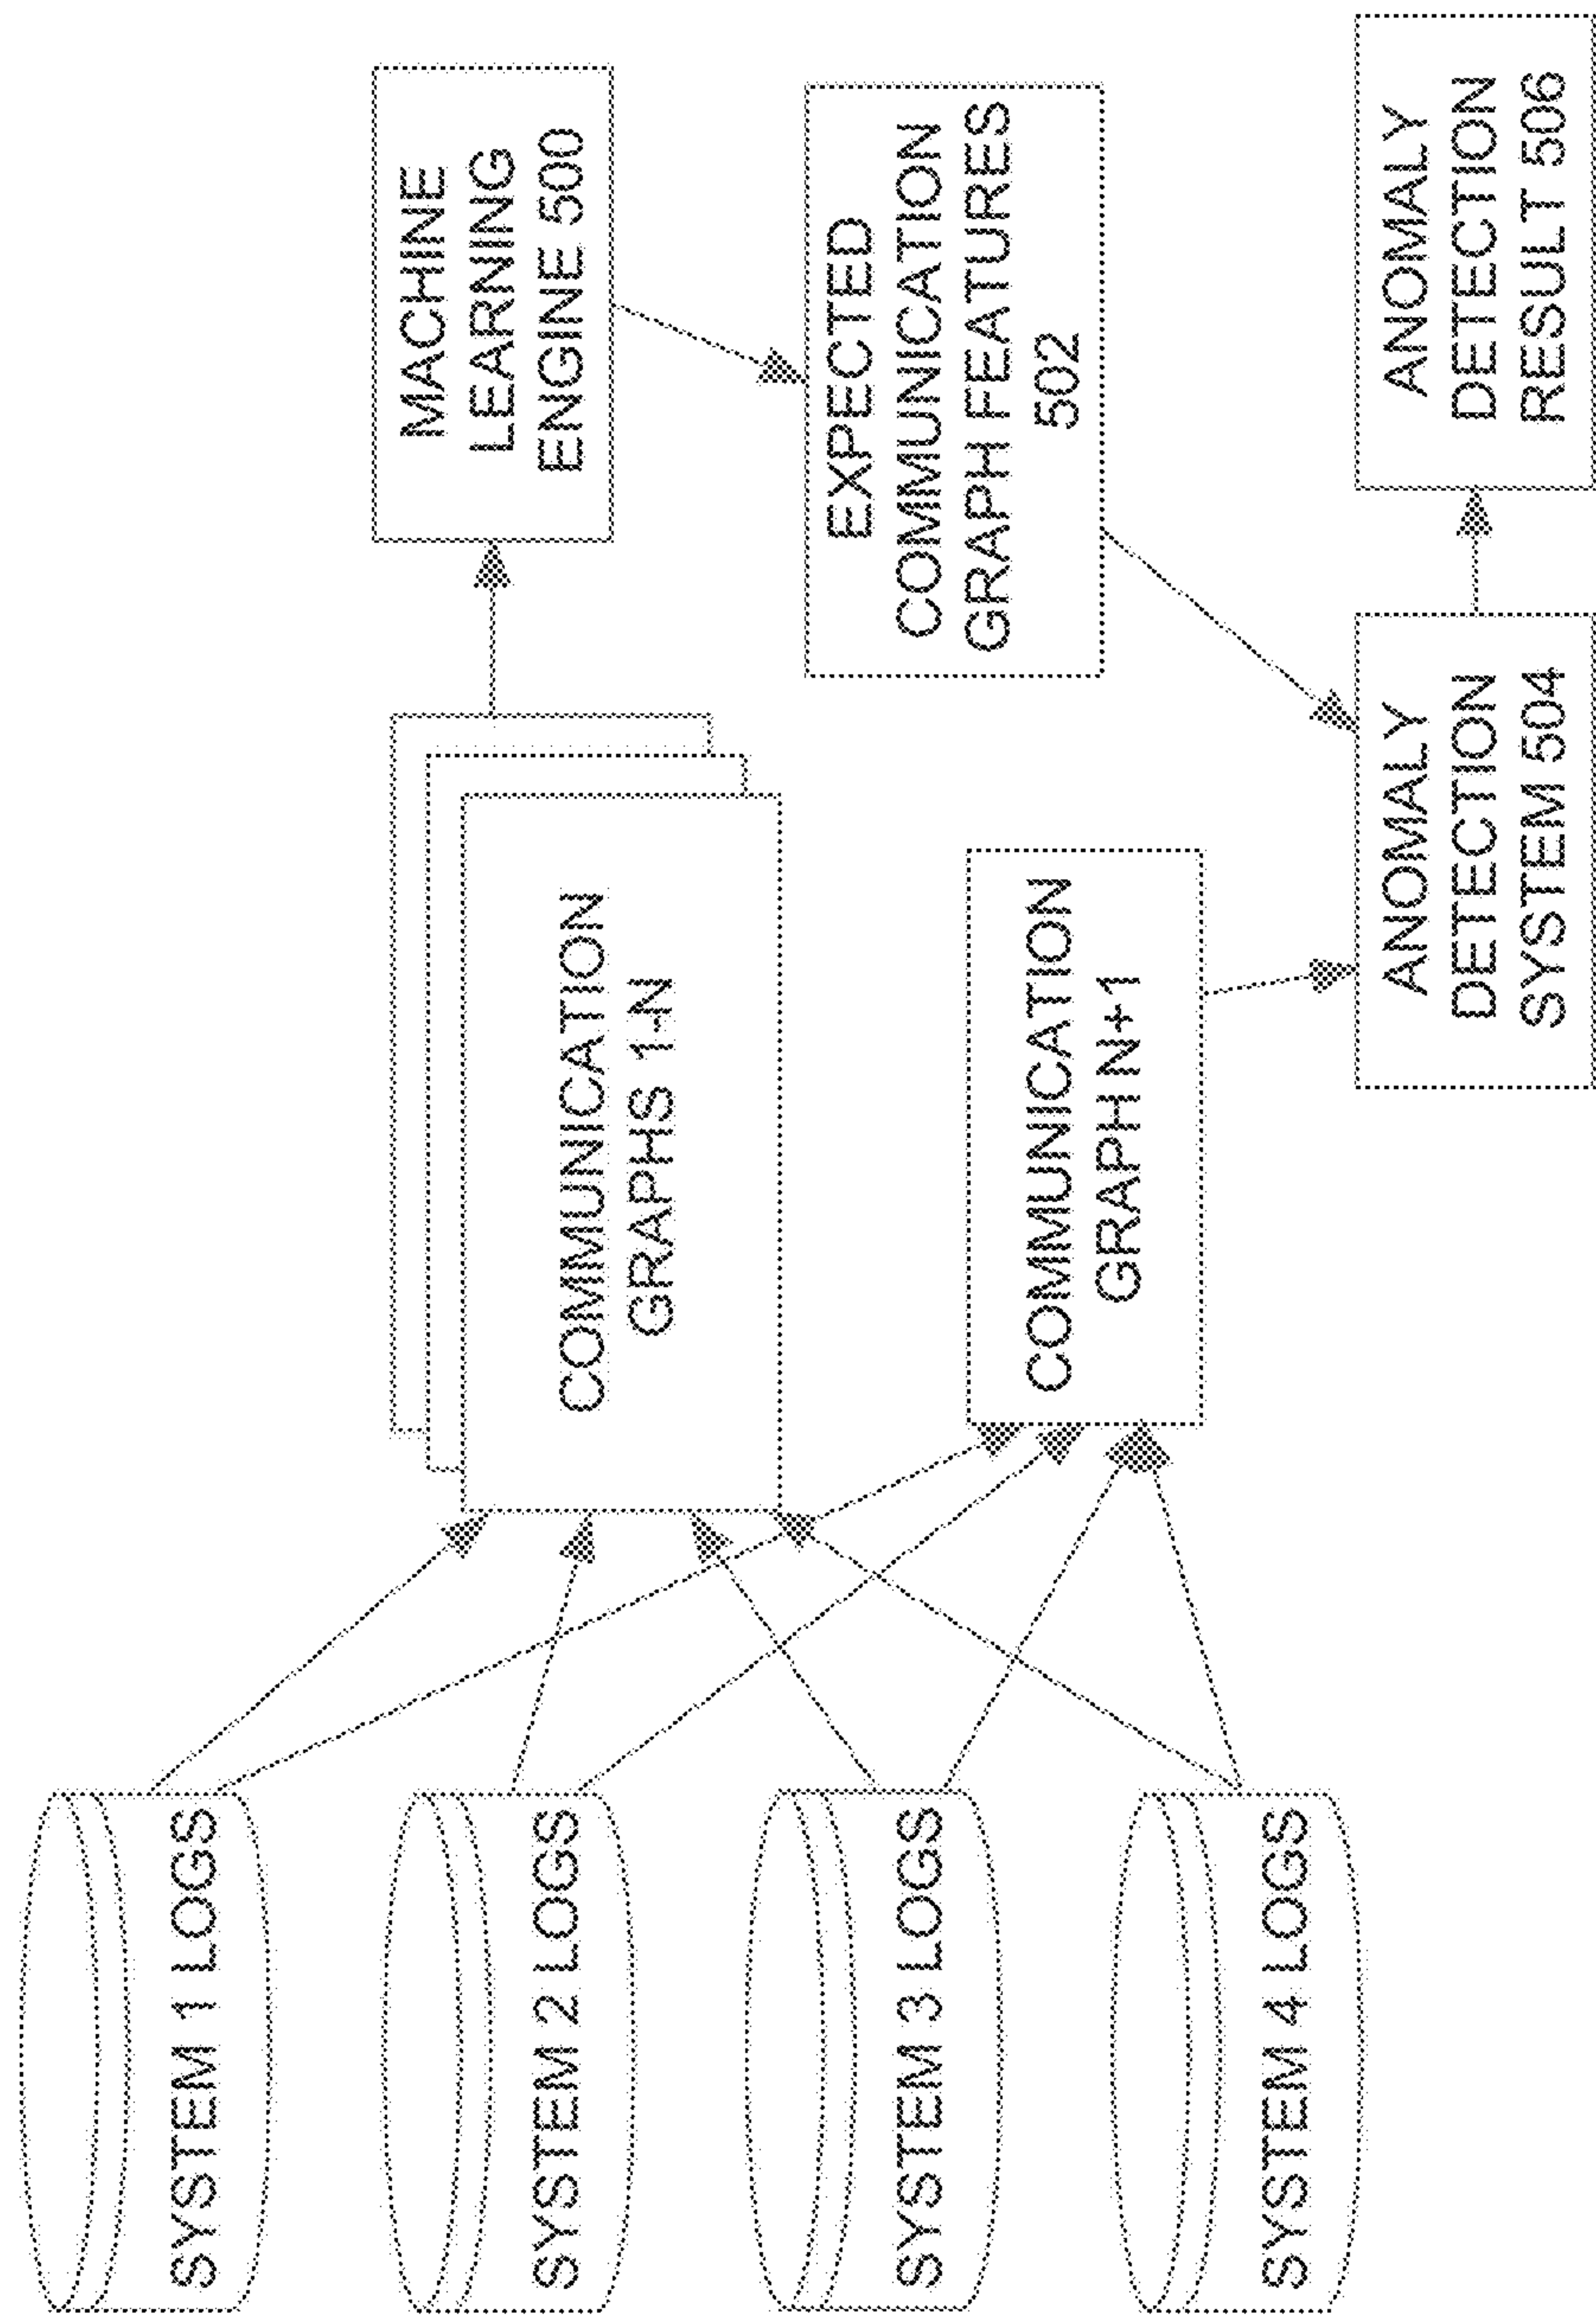 SYSTEM 1 LOGS
SYSTEM 2 LOGS
SYSTEM 3 LOGS
SYSTEM 4 LOGS
COMMUNICATION
GRAPHS 1-N
COMMUNICATION
GRAPH N+1
MACHINE
LEARNING
ENGINE 500
EXPECTED
COMMUNICATION
GRAPH FEATURES
502
ANOMALY
DETECTION
SYSTEM 504
ANOMALY
DETECTION
RESULT 506